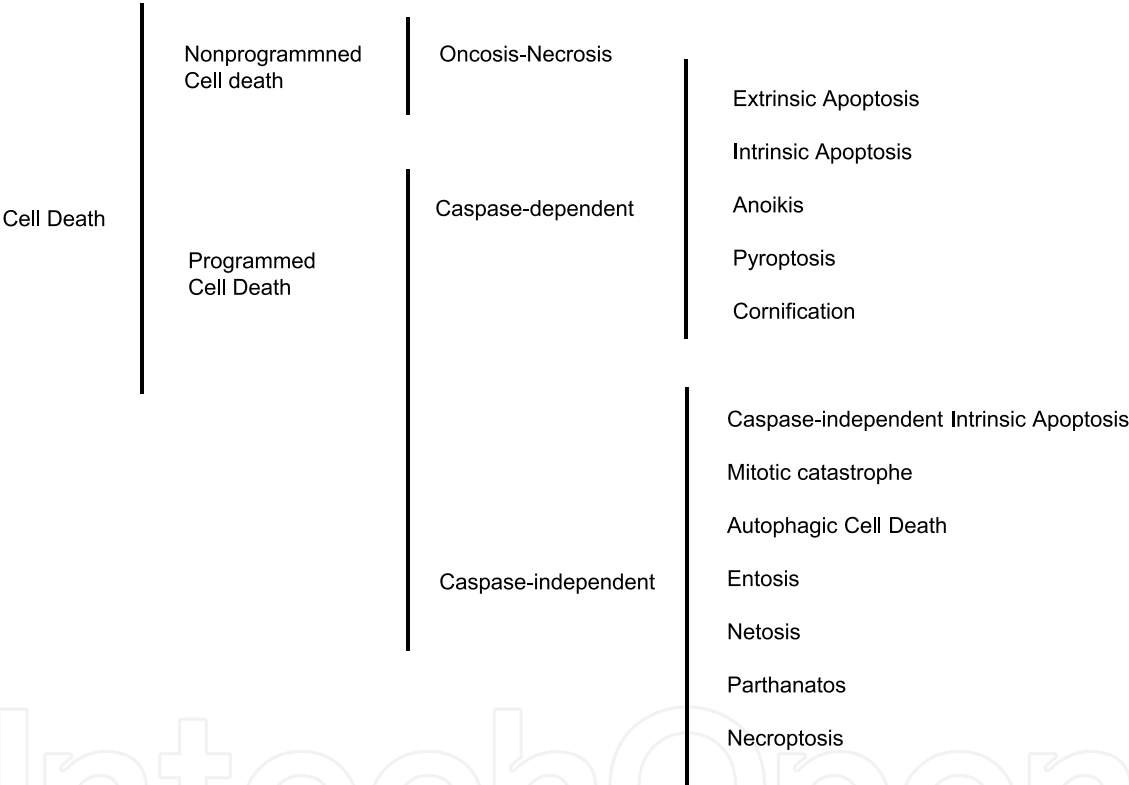 Cell Death
Nonprogrammned
Cell death
Oncosis-Necrosis
Programmed
Cell Death
Caspase-dependent
Extrinsic Apoptosis
Intrinsic Apoptosis
Anoikis
Pyroptosis
Cornification
Caspase-independent
Caspase-independent Intrinsic Apoptosis
Mitotic catastrophe
Autophagic Cell Death
Entosis
Netosis
Parthanatos
Necroptosis
IntechOpen